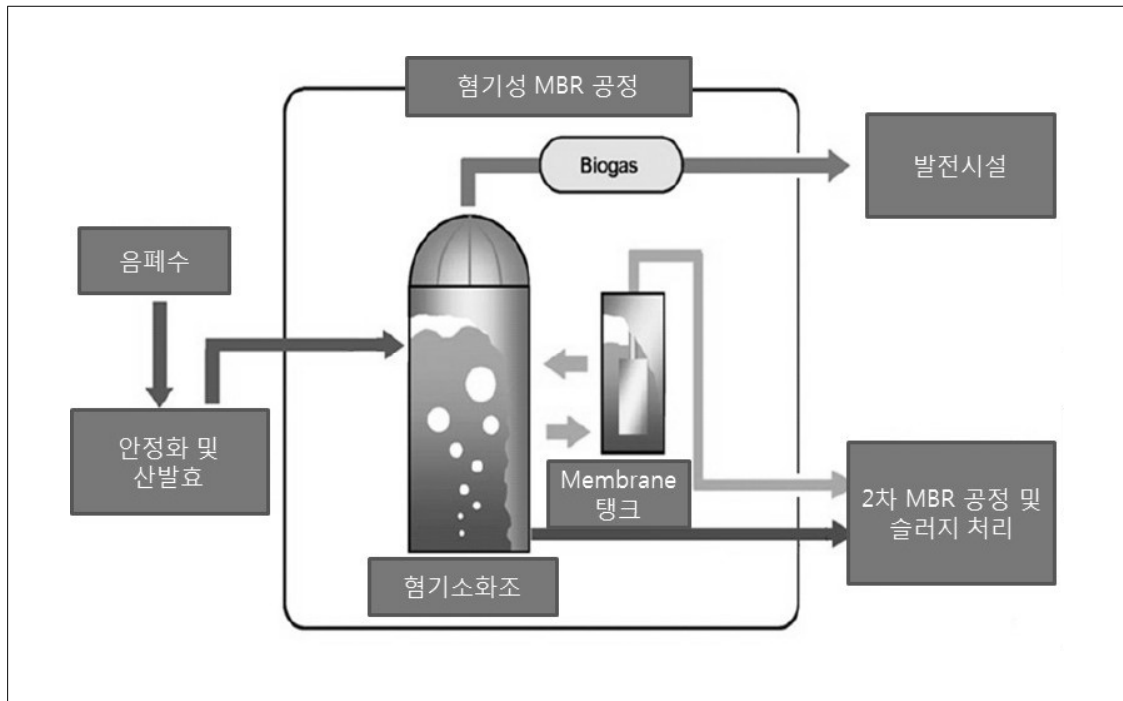 혐기성 MBR 공정
Biogas
발전시설
음폐수
안정화 및
산발효
Membrane
탱크
2차 MBR 공정 및
슬러지 처리
혐기소화조